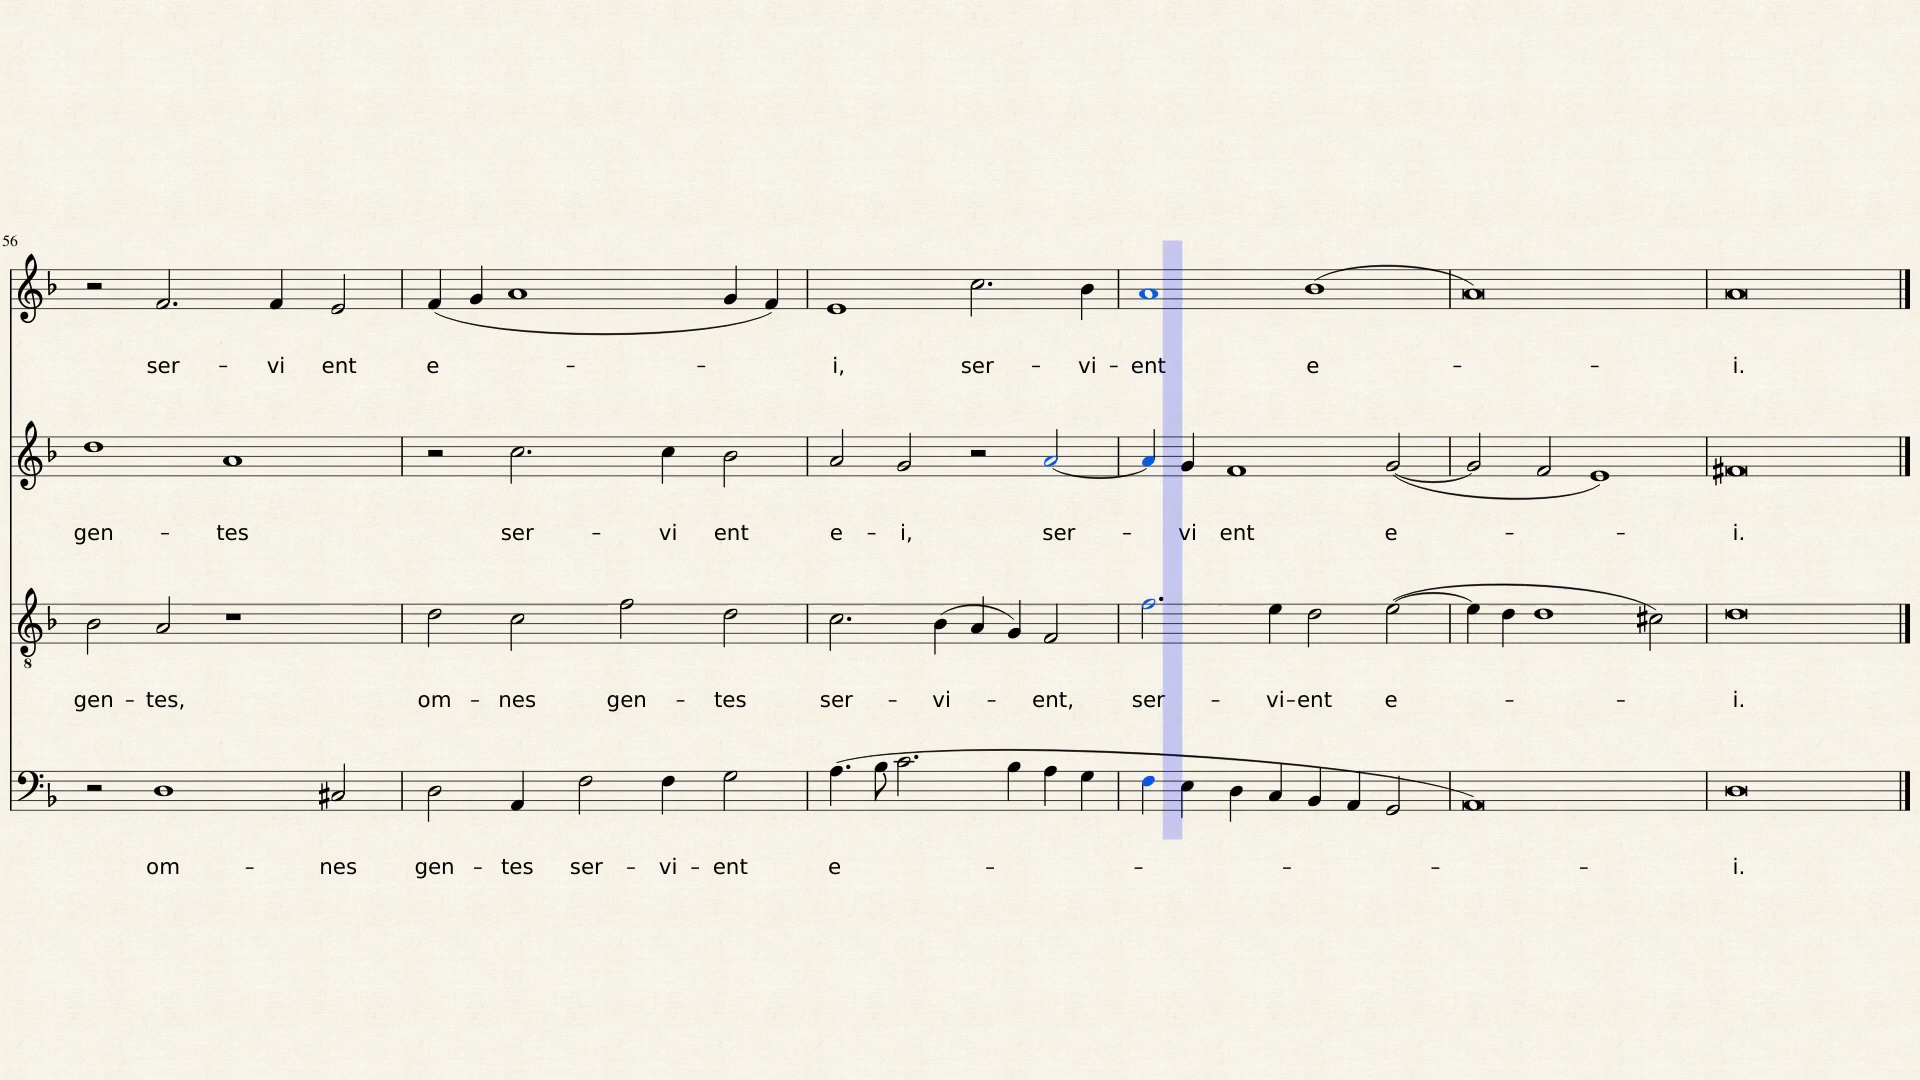 56
ser – vi ent e – – i, ser – vi – ent e – – i.
gen – tes ser – vi ent e – i, ser – vi ent e – – i.
8
gen – tes, om – nes gen – tes ser – vi – ent, ser – vi – ent e – – i.
om – nes gen – tes ser – vi – ent e – – – – – i.